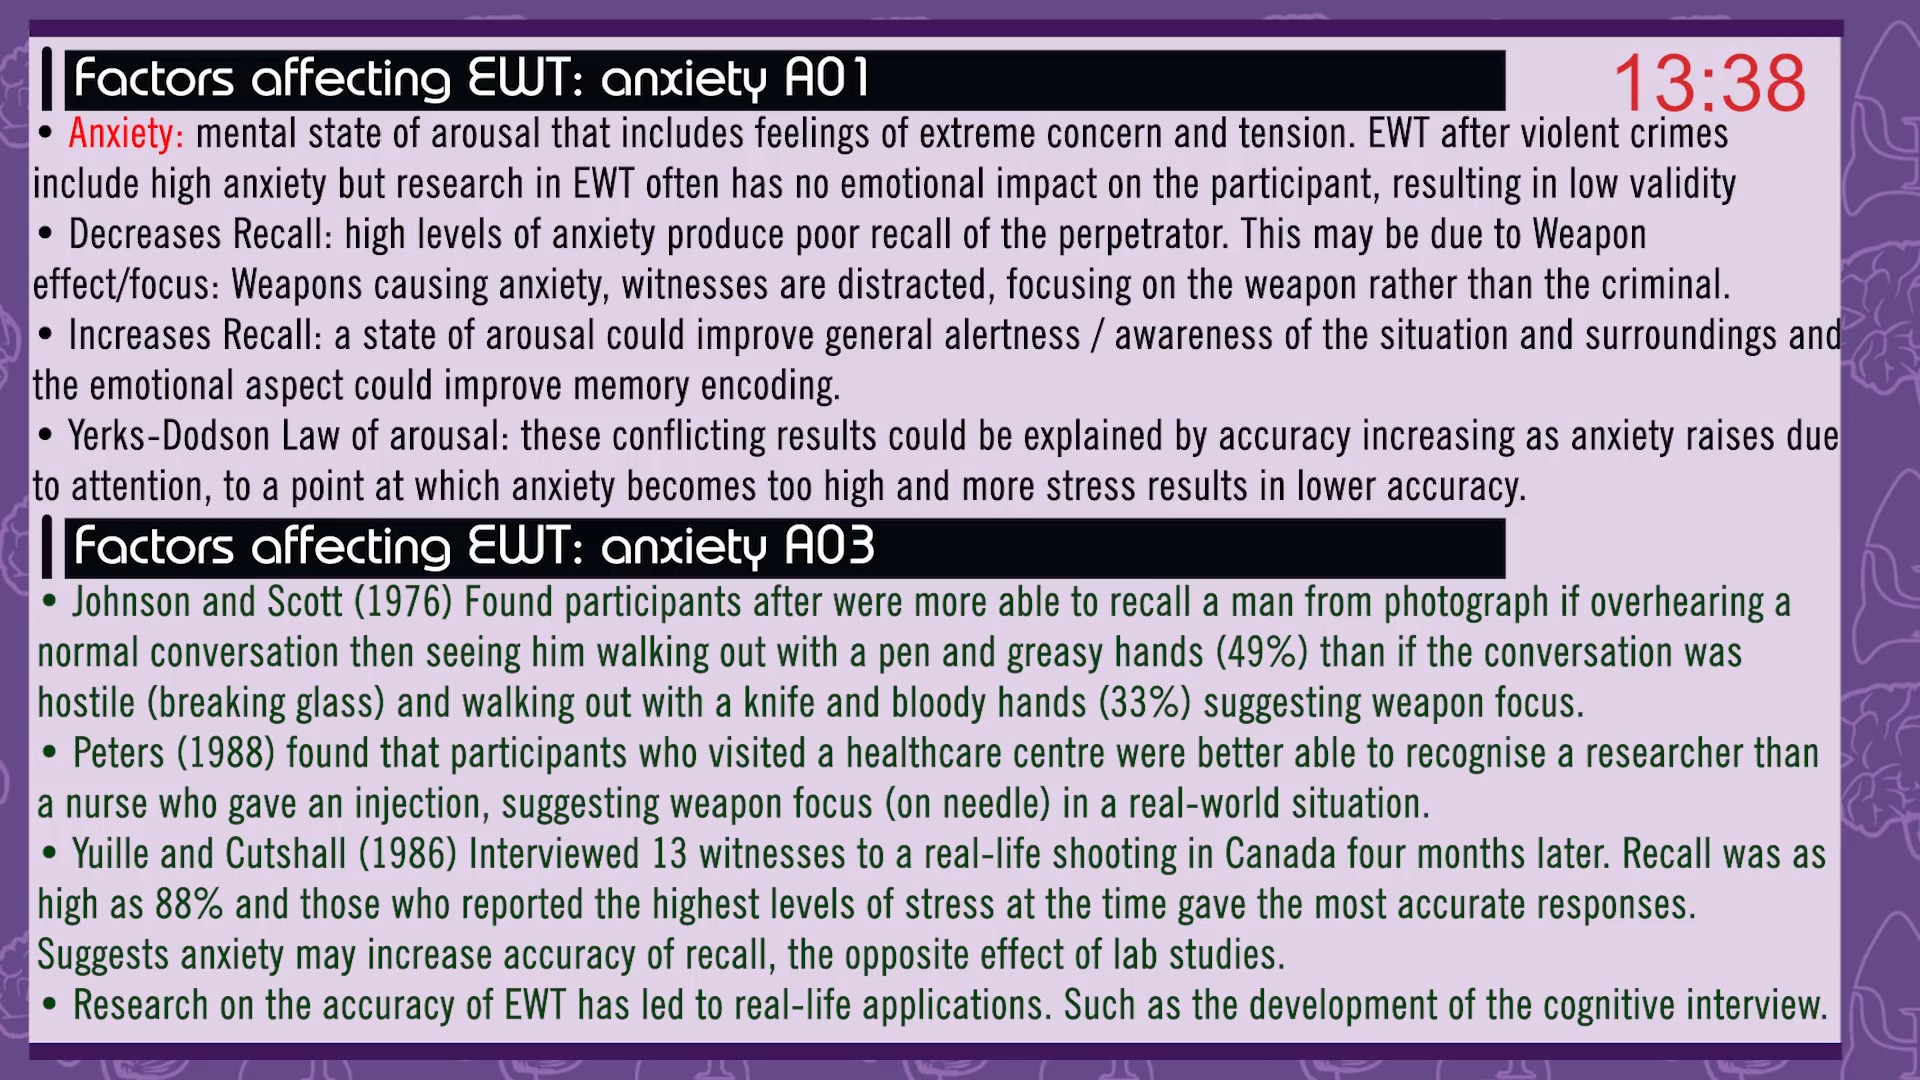 Factors affecting EWT: anxiety A01
13:38
• Anxiety: mental state of arousal that includes feelings of extreme concern and tension. EWT after violent crimes
include high anxiety but research in EWT often has no emotional impact on the participant, resulting in low validity
• Decreases Recall: high levels of anxiety produce poor recall of the perpetrator. This may be due to Weapon
effect/focus: Weapons causing anxiety, witnesses are distracted, focusing on the weapon rather than the criminal.
• Increases Recall: a state of arousal could improve general alertness / awareness of the situation and surroundings and
the emotional aspect could improve memory encoding.
• Yerks-Dodson Law of arousal: these conflicting results could be explained by accuracy increasing as anxiety raises due
to attention, to a point at which anxiety becomes too high and more stress results in lower accuracy.
Factors affecting EWT: anxiety A03
• Johnson and Scott (1976) Found participants after were more able to recall a man from photograph if overhearing a
normal conversation then seeing him walking out with a pen and greasy hands (49%) than if the conversation was
hostile (breaking glass) and walking out with a knife and bloody hands (33%) suggesting weapon focus.
• Peters (1988) found that participants who visited a healthcare centre were better able to recognise a researcher than
a nurse who gave an injection, suggesting weapon focus (on needle) in a real-world situation.
• Yuille and Cutshall (1986) Interviewed 13 witnesses to a real-life shooting in Canada four months later. Recall was as
high as 88% and those who reported the highest levels of stress at the time gave the most accurate responses.
Suggests anxiety may increase accuracy of recall, the opposite effect of lab studies.
• Research on the accuracy of EWT has led to real-life applications. Such as the development of the cognitive interview.